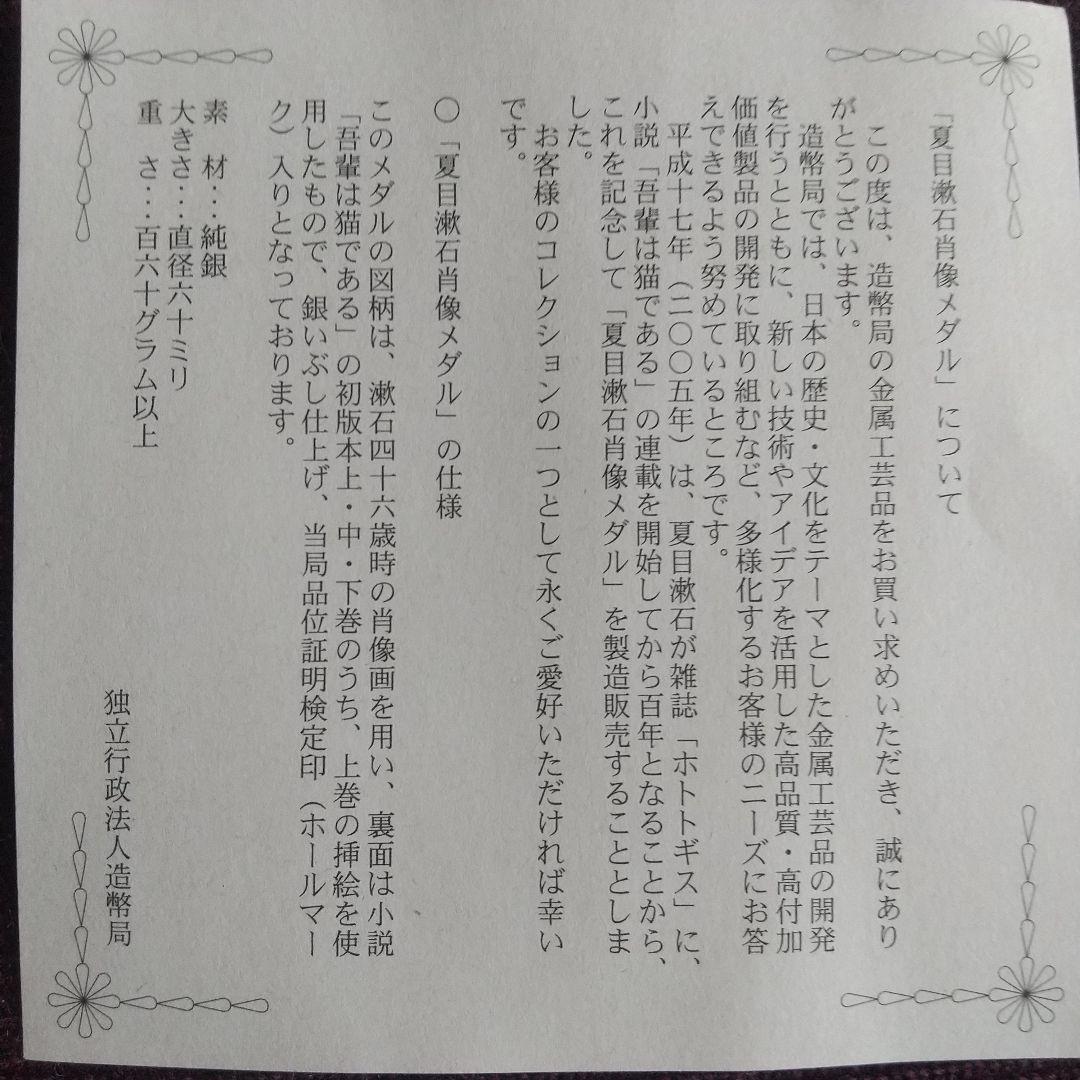 「夏目漱石肖像メダル」について
この度は、造幣局の金属工芸品をお買い求めいただき、誠にあり
がとうございます。
造幣局では、日本の歴史・文化をテーマとした金属工芸品の開発
を行うとともに、新しい技術やアイデアを活用した高品質・高付加
価値製品の開発に取り組むなど、多様化するお客様のニーズにお答
えできるよう努めているところです。
平成十七年（二〇〇五年）は、夏目漱石が雑誌「ホトトギス」に、
小説「吾輩は猫である」の連載を開始してから百年となることから、
これを記念して「夏目漱石肖像メダル」を製造販売することとしま
した。
お客様のコレクションの一つとして永くご愛好いただければ幸い
です。
〇「夏目漱石肖像メダル」の仕様
このメダルの図柄は、漱石四十六歳時の肖像画を用い、裏面は小説
「吾輩は猫である」の初版本上・中・下巻のうち、上巻の挿絵を使
用したもので、銀いぶし仕上げ、当局品位証明検定印（ホールマー
ク）入りとなっております。
素　材・・・純銀
大きさ・・・直径六十ミリ
重　さ・・・百六十グラム以上
独立行政法人造幣局